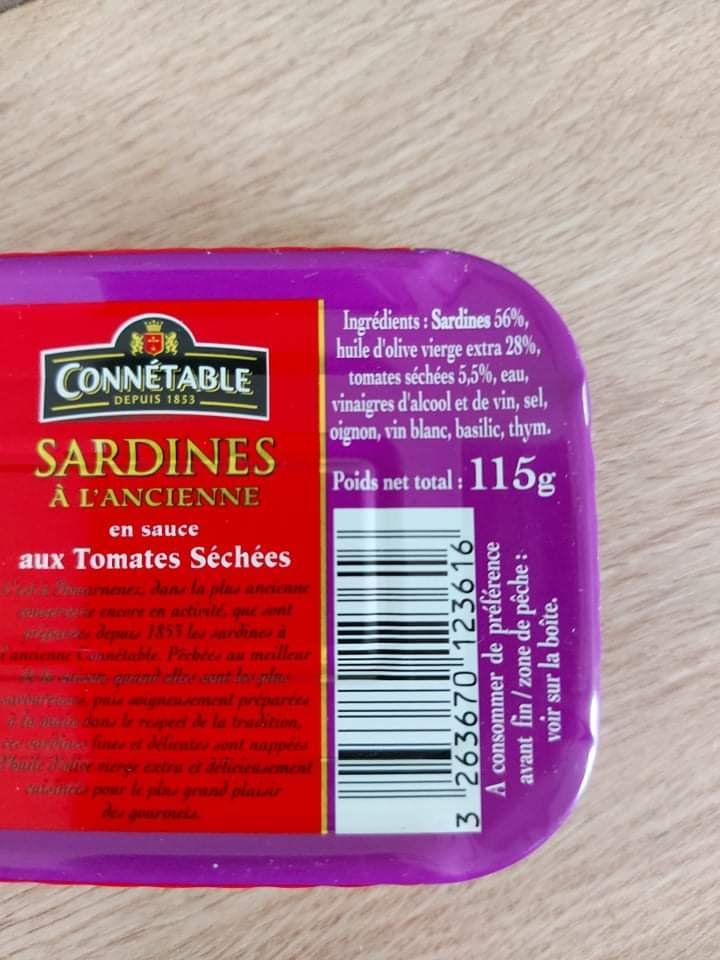 CONNÉTABLE
DEPUIS 1853
SARDINES
À L'ANCIENNE
en sauce
aux Tomates Séchées
à Douarnenez, dans la plus ancienne
encore en activité, que sont
préparées depuis 1853 les sardines à
l'ancienne Connétable. Pêchées au meilleur
de la saison quand elles sont les plus
savoureuses, puis soigneusement préparées
à la main dans le respect de la tradition,
ces sardines fines et délicates sont nappées
d'huile d'olive vierge extra et délicieusement
cuisinées pour le plus grand plaisir
des gourmets.
Ingrédients : Sardines 56%,
huile d'olive vierge extra 28%,
tomates séchées 5,5%, eau,
vinaigres d'alcool et de vin, sel,
oignon, vin blanc, basilic, thym.
Poids net total : 115g
3 263670 123616
A consommer de préférence
avant fin / zone de pêche :
voir sur la boîte.